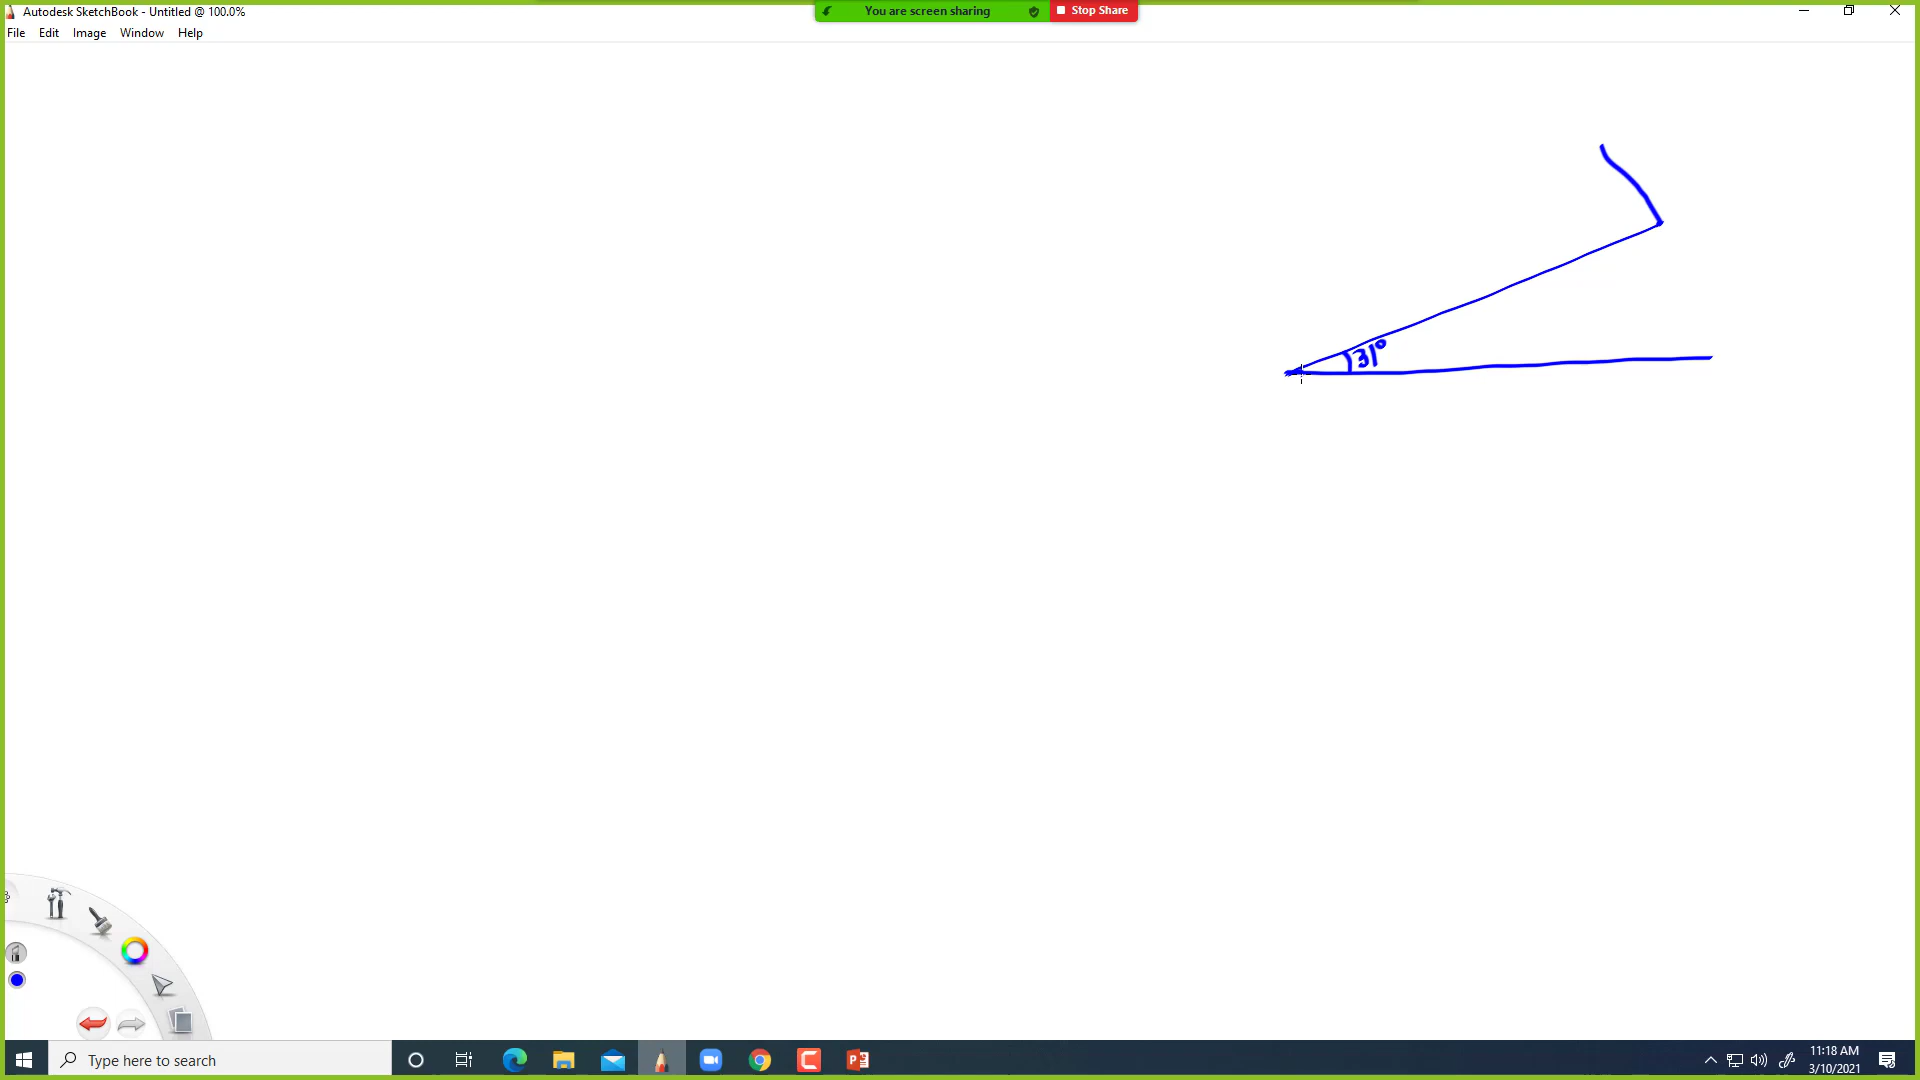 Autodesk SketchBook - Untitled @ 100.0%
You are screen sharing
Stop Share
File Edit Image Window Help
31°
Type here to search
11:18 AM
3/10/2021